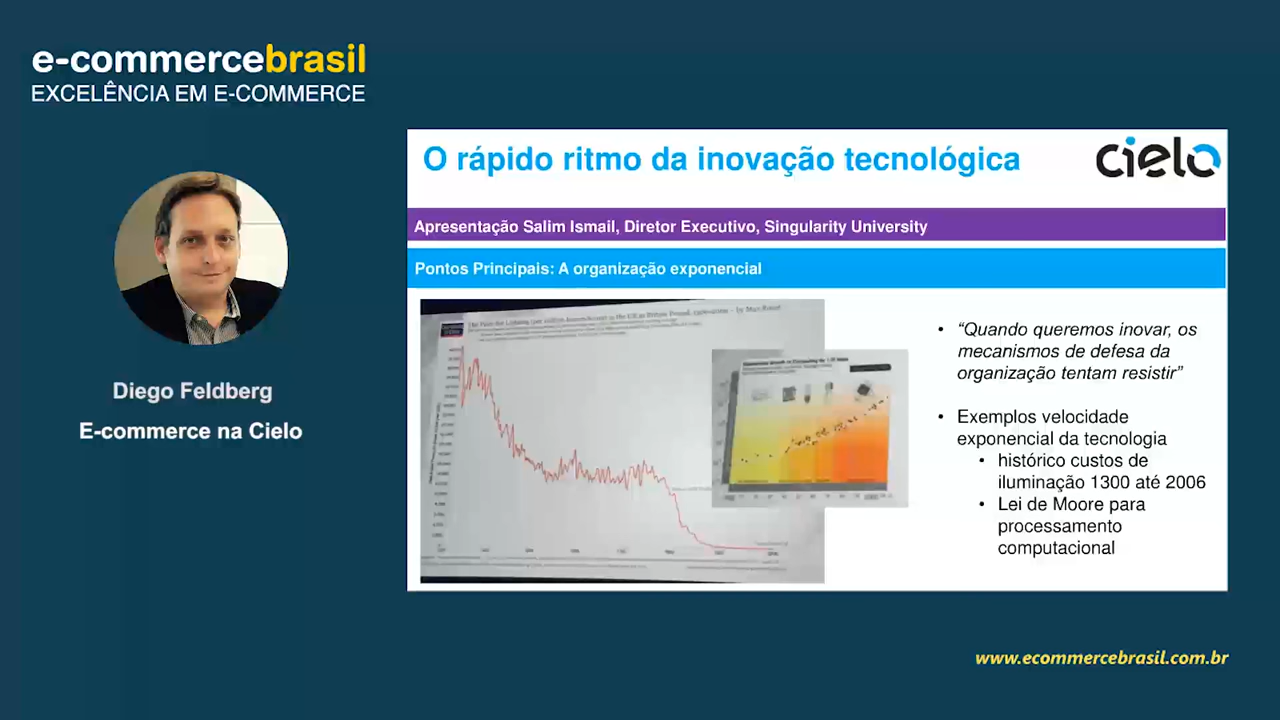 e-commercebrasil
EXCELÊNCIA EM E-COMMERCE
Diego Feldberg
E-commerce na Cielo
O rápido ritmo da inovação tecnológica
cielo
Apresentação Salim Ismail, Diretor Executivo, Singularity University
Pontos Principais: A organização exponencial
• “Quando queremos inovar, os
mecanismos de defesa da
organização tentam resistir”
• Exemplos velocidade
exponencial da tecnologia
• histórico custos de
iluminação 1300 até 2006
• Lei de Moore para
processamento
computacional
www.ecommercebrasil.com.br